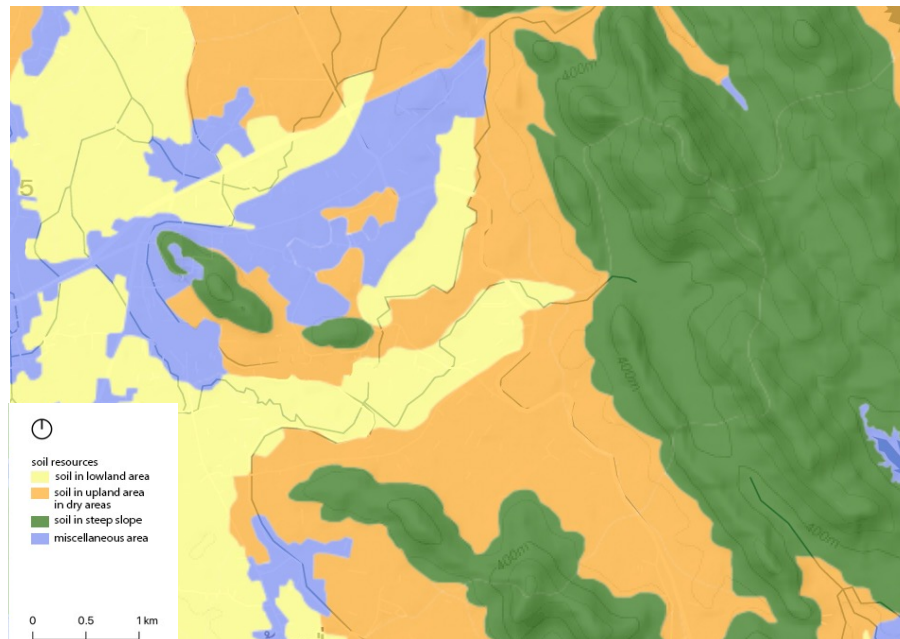 400m
5
400m
400m
400m
soil resources
soil in lowland area
soil in upland area
in dry areas
soil in steep slope
miscellaneous area
0 0.5 1 km